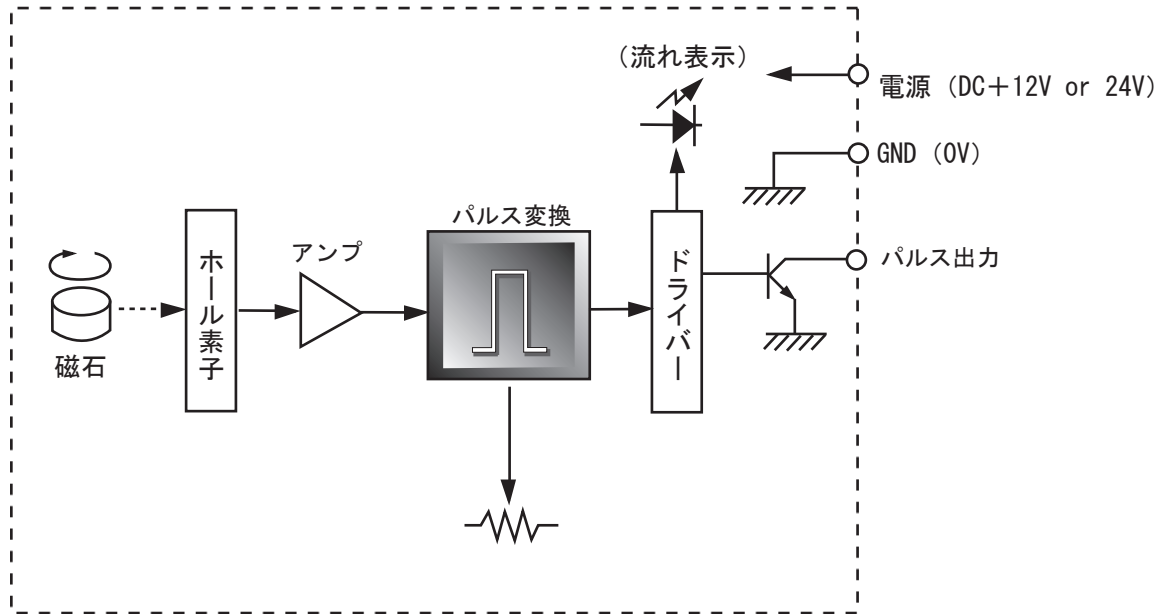 (流れ表示)
電源 (DC+12V or 24V)
GND (0V)
パルス変換
アンプ
ホール素子
ドライバー
パルス出力
磁石